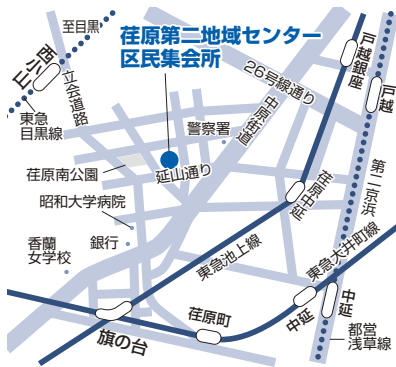 至目黒
荏原第二地域センター
区民集会所
西小山
立会道路
26号線通り
戸越銀座
戸越
東急
目黒線
警察署
中原街道
荏原南公園
延山通り
昭和大学病院
荏原中延
第二京浜
香蘭
女学校
銀行
東急池上線
東急大井町線
旗の台
荏原町
中延
中延
都営
浅草線